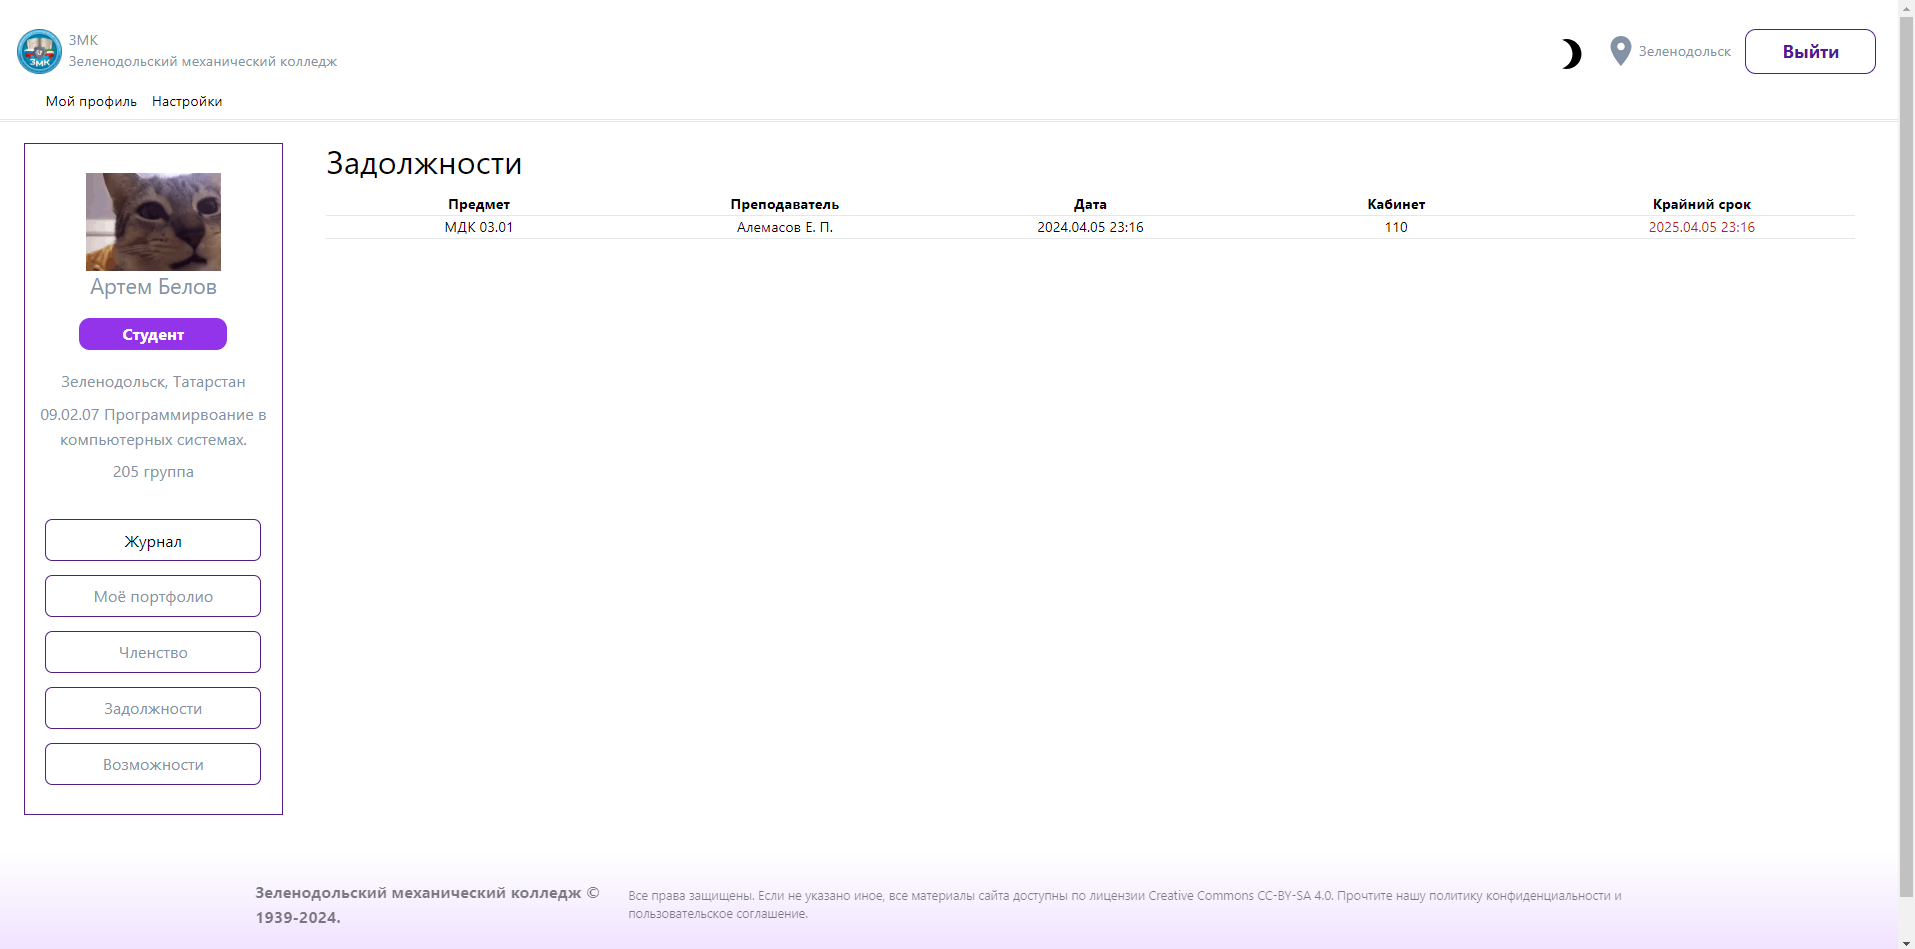 ЗМК
Зеленодольский механический колледж
Зеленодольск
Выйти
Мой профиль Настройки
Артем Белов
Студент
Зеленодольск, Татарстан
09.02.07 Программирвоание в
компьютерных системах.
205 группа
Журнал
Моё портфолио
Членство
Задолжности
Возможности
Задолжности
Предмет Преподаватель Дата Кабинет Крайний срок
МДК 03.01 Алемасов Е. П. 2024.04.05 23:16 110 2025.04.05 23:16
Зеленодольский механический колледж ©
1939-2024.
Все права защищены. Если не указано иное, все материалы сайта доступны по лицензии Creative Commons CC-BY-SA 4.0. Прочтите нашу политику конфиденциальности и
пользовательское соглашение.